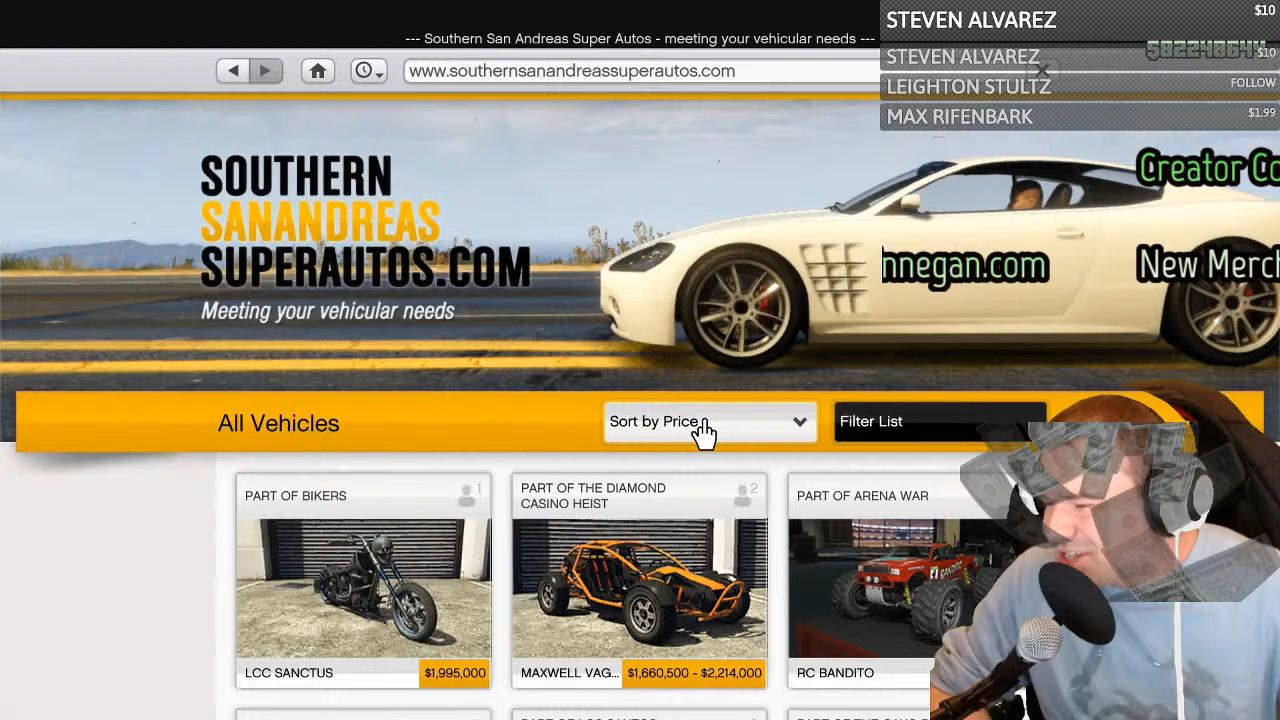 --- Southern San Andreas Super Autos - meeting your vehicular needs ---
STEVEN ALVAREZ $10
STEVEN ALVAREZ $10
LEIGHTON STULTZ FOLLOW
MAX RIFENBARK $1.99
www.southernsanandreassuperautos.com
SOUTHERN
SANANDREAS
SUPERAUTOS.COM
Meeting your vehicular needs
Creator Co
nnegan.com
New Merch
All Vehicles
Sort by Price
Filter List
PART OF BIKERS 1
PART OF THE DIAMOND
CASINO HEIST 2
PART OF ARENA WAR
BANDITO
LCC SANCTUS $1,995,000
MAXWELL VAG... $1,660,500 - $2,214,000
RC BANDITO